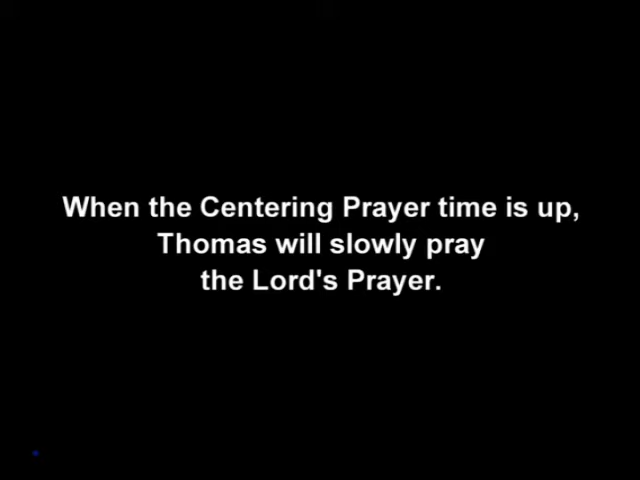 When the Centering Prayer time is up,
Thomas will slowly pray
the Lord's Prayer.